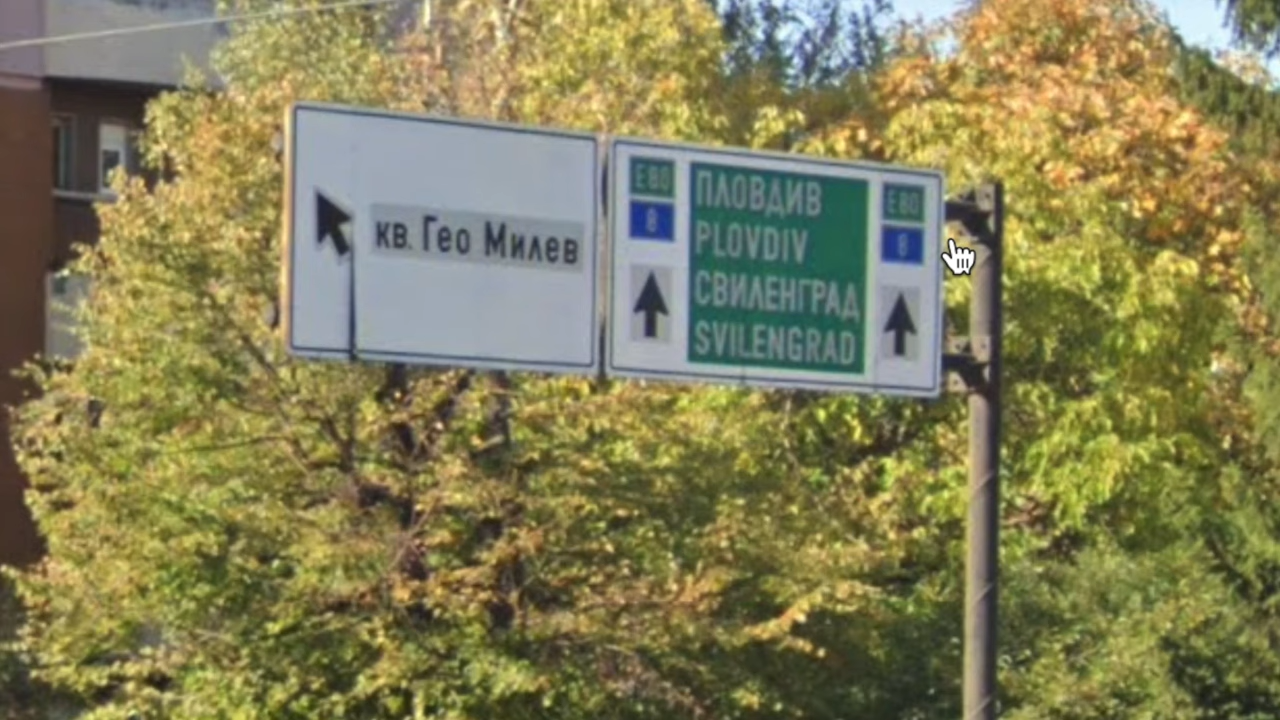 кв. Гео Милев
E80
8
ПЛОВДИВ
PLOVDIV
СВИЛЕНГРАД
SVILENGRAD
E80
8